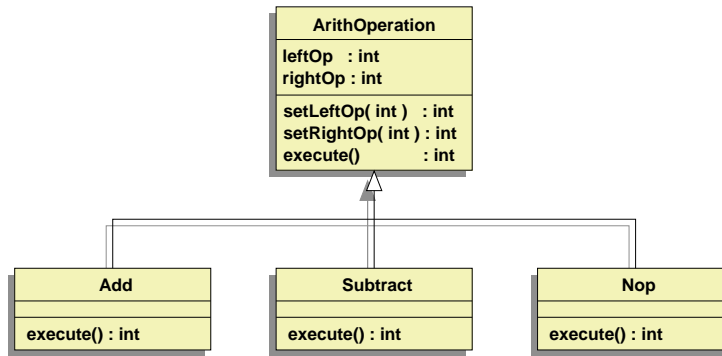 ArithOperation
leftOp : int
rightOp : int
setLeftOp( int ) : int
setRightOp( int ) : int
execute() : int
Add
Subtract
Nop
execute() : int
execute() : int
execute() : int